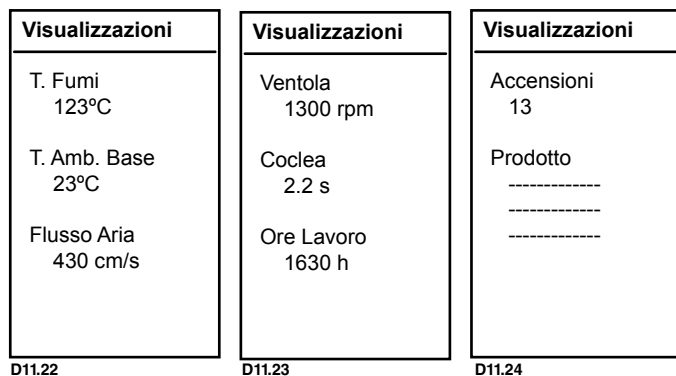 Visualizzazioni
T. Fumi
123ºC
T. Amb. Base
23ºC
Flusso Aria
430 cm/s
D11.22
Visualizzazioni
Ventola
1300 rpm
Coclea
2.2 s
Ore Lavoro
1630 h
D11.23
Visualizzazioni
Accensioni
13
Prodotto
-------------
-------------
-------------
D11.24